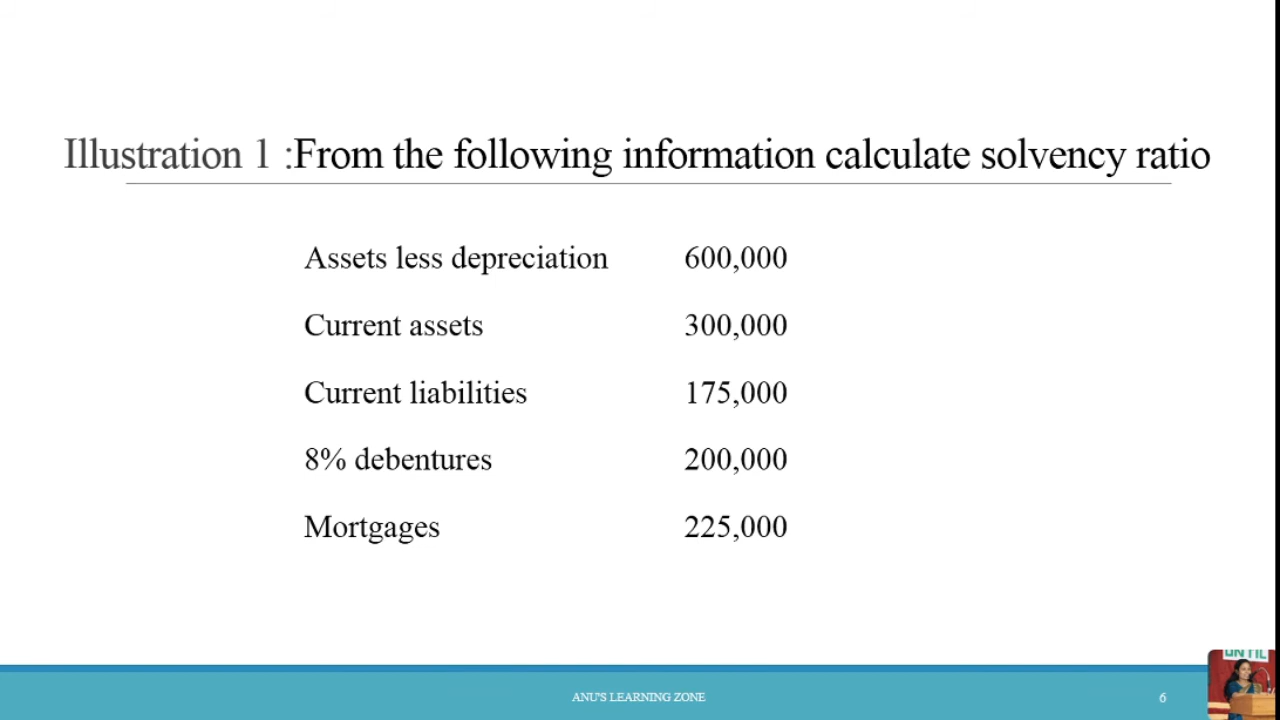 Illustration 1 :From the following information calculate solvency ratio
Assets less depreciation 600,000
Current assets 300,000
Current liabilities 175,000
8% debentures 200,000
Mortgages 225,000
ANU'S LEARNING ZONE 6
UNTIL